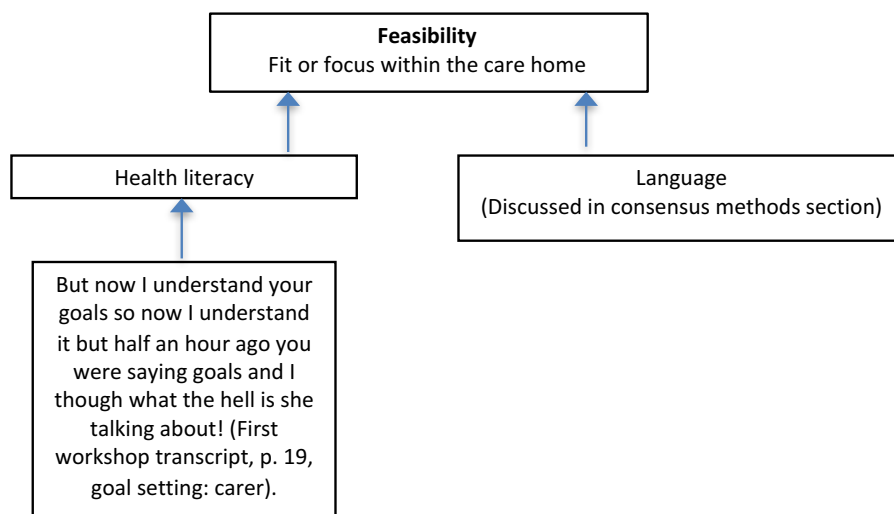 Feasibility
Fit or focus within the care home
Health literacy
Language
(Discussed in consensus methods section)
But now I understand your
goals so now I understand
it but half an hour ago you
were saying goals and I
though what the hell is she
talking about! (First
workshop transcript, p. 19,
goal setting: carer).